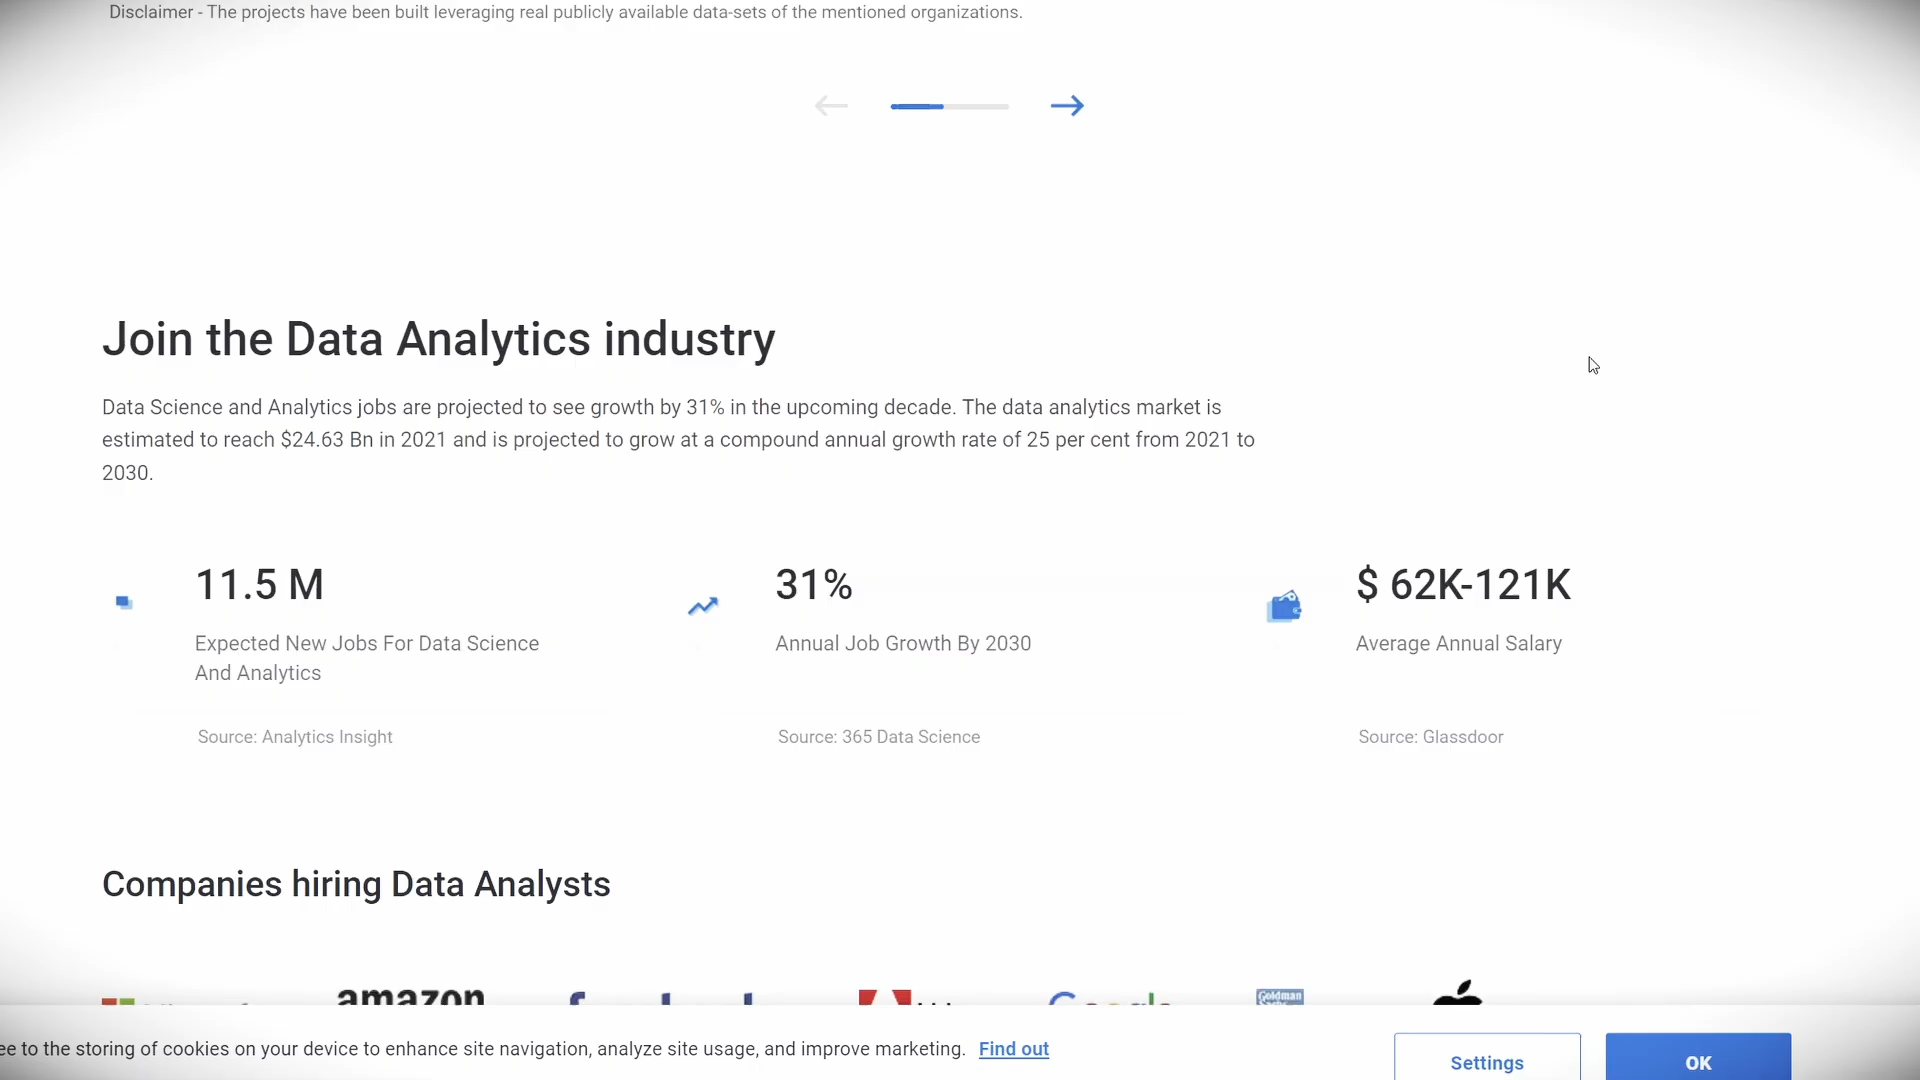 Disclaimer - The projects have been built leveraging real publicly available data-sets of the mentioned organizations.
Join the Data Analytics industry
Data Science and Analytics jobs are projected to see growth by 31% in the upcoming decade. The data analytics market is
estimated to reach $24.63 Bn in 2021 and is projected to grow at a compound annual growth rate of 25 per cent from 2021 to
2030.
11.5 M
Expected New Jobs For Data Science
And Analytics
Source: Analytics Insight
31%
Annual Job Growth By 2030
Source: 365 Data Science
$ 62K-121K
Average Annual Salary
Source: Glassdoor
Companies hiring Data Analysts
amazon Google Goldman
to the storing of cookies on your device to enhance site navigation, analyze site usage, and improve marketing. Find out
Settings
OK